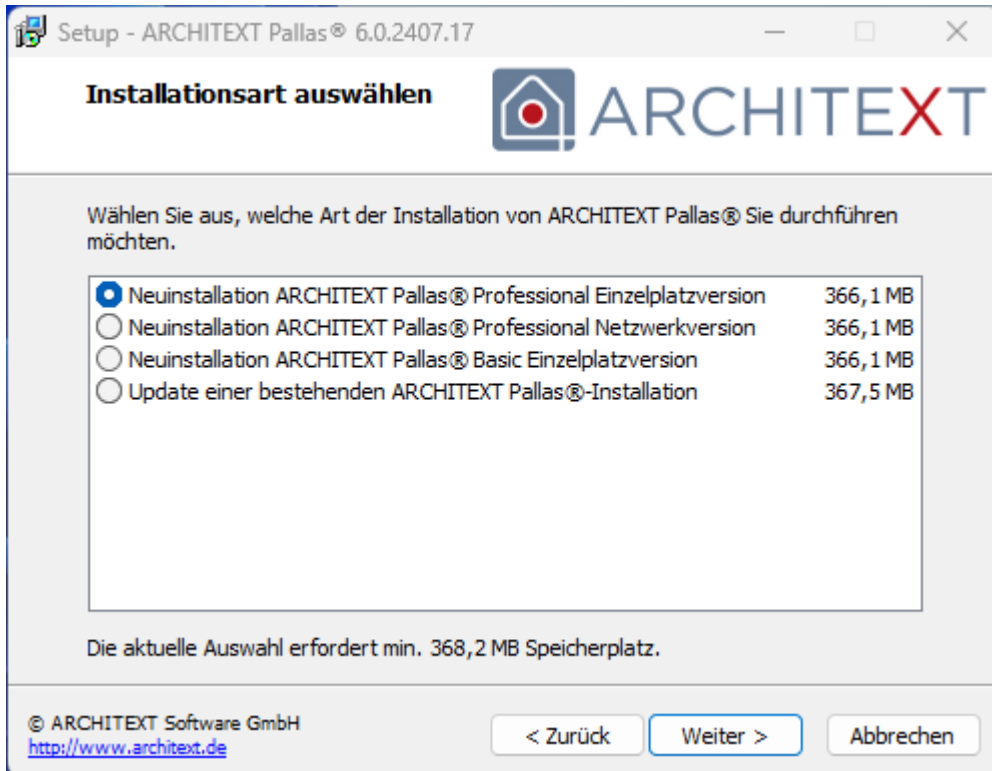 Setup - ARCHITEXT Pallas® 6.0.2407.17
Installationsart auswählen
ARCHITEXT
Wählen Sie aus, welche Art der Installation von ARCHITEXT Pallas® Sie durchführen
möchten.
Neuinstallation ARCHITEXT Pallas® Professional Einzelplatzversion 366,1 MB
Neuinstallation ARCHITEXT Pallas® Professional Netzwerkversion 366,1 MB
Neuinstallation ARCHITEXT Pallas® Basic Einzelplatzversion 366,1 MB
Update einer bestehenden ARCHITEXT Pallas®-Installation 367,5 MB
Die aktuelle Auswahl erfordert min. 368,2 MB Speicherplatz.
© ARCHITEXT Software GmbH
http://www.architext.de
< Zurück Weiter > Abbrechen